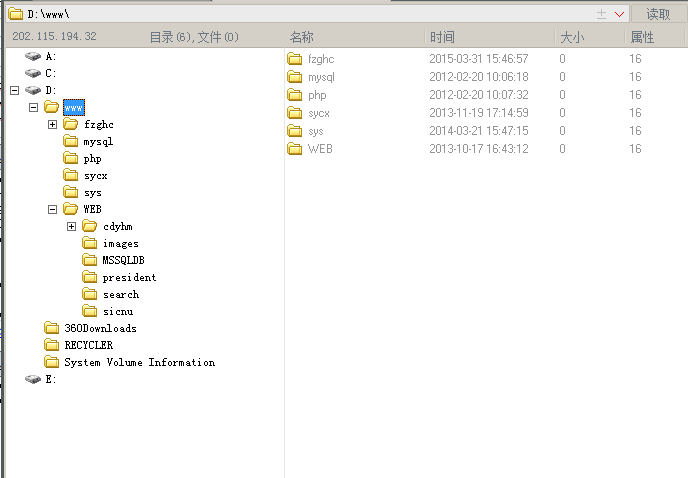 D:\www\ 读取
202.115.194.32 目录(6),文件(0) 名称 时间 大小 属性
A:
C:
D:
www
fzghc
mysql
php
sycx
sys
WEB
cdyhm
images
MSSQLDB
president
search
sicnu
360Downloads
RECYCLER
System Volume Information
E:
fzghc 2015-03-31 15:46:57 0 16
mysql 2012-02-20 10:06:18 0 16
php 2012-02-20 10:07:32 0 16
sycx 2013-11-19 17:14:59 0 16
sys 2014-03-21 15:47:15 0 16
WEB 2013-10-17 16:43:12 0 16